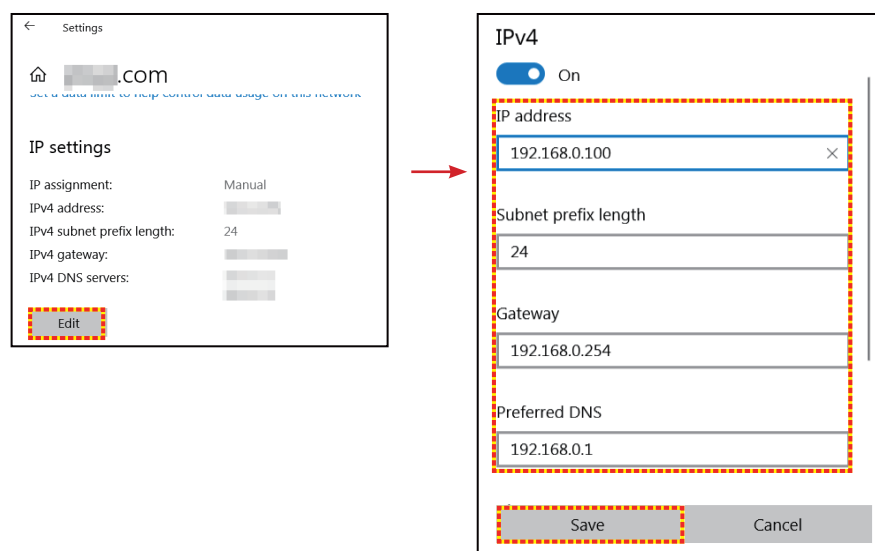 Settings
.com
Set a data limit to help control data usage on this network
IP settings
IP assignment: Manual
IPv4 address:
IPv4 subnet prefix length: 24
IPv4 gateway:
IPv4 DNS servers:
Edit
IPv4
On
IP address
192.168.0.100
Subnet prefix length
24
Gateway
192.168.0.254
Preferred DNS
192.168.0.1
Save Cancel